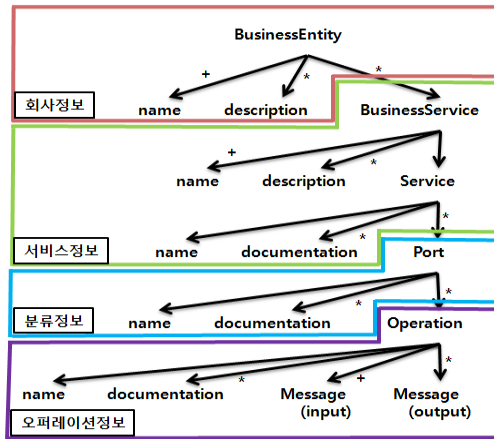 BusinessEntity
+ * *
회사정보
name description BusinessService
+ *
name description Service
* *
서비스정보
name documentation Port
* *
분류정보
name documentation Operation
* + *
name documentation Message (input) Message (output)
오퍼레이션정보